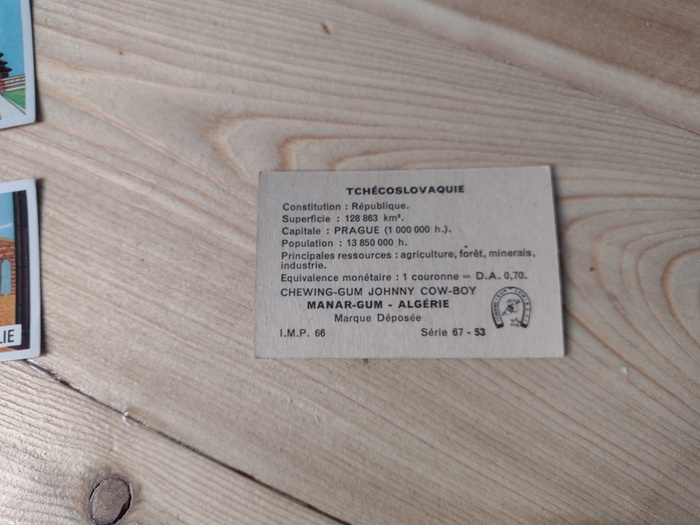 LIE
TCHÉCOSLOVAQUIE
Constitution : République.
Superficie : 128 863 km².
Capitale : PRAGUE (1 000 000 h.).
Population : 13 850 000 h.
Principales ressources : agriculture, forêt, minerais,
industrie.
Equivalence monétaire : 1 couronne = D.A. 0,70.
CHEWING-GUM JOHNNY COW-BOY
MANAR-GUM - ALGÉRIE
Marque Déposée
I.M.P. 66 Série 67 - 53